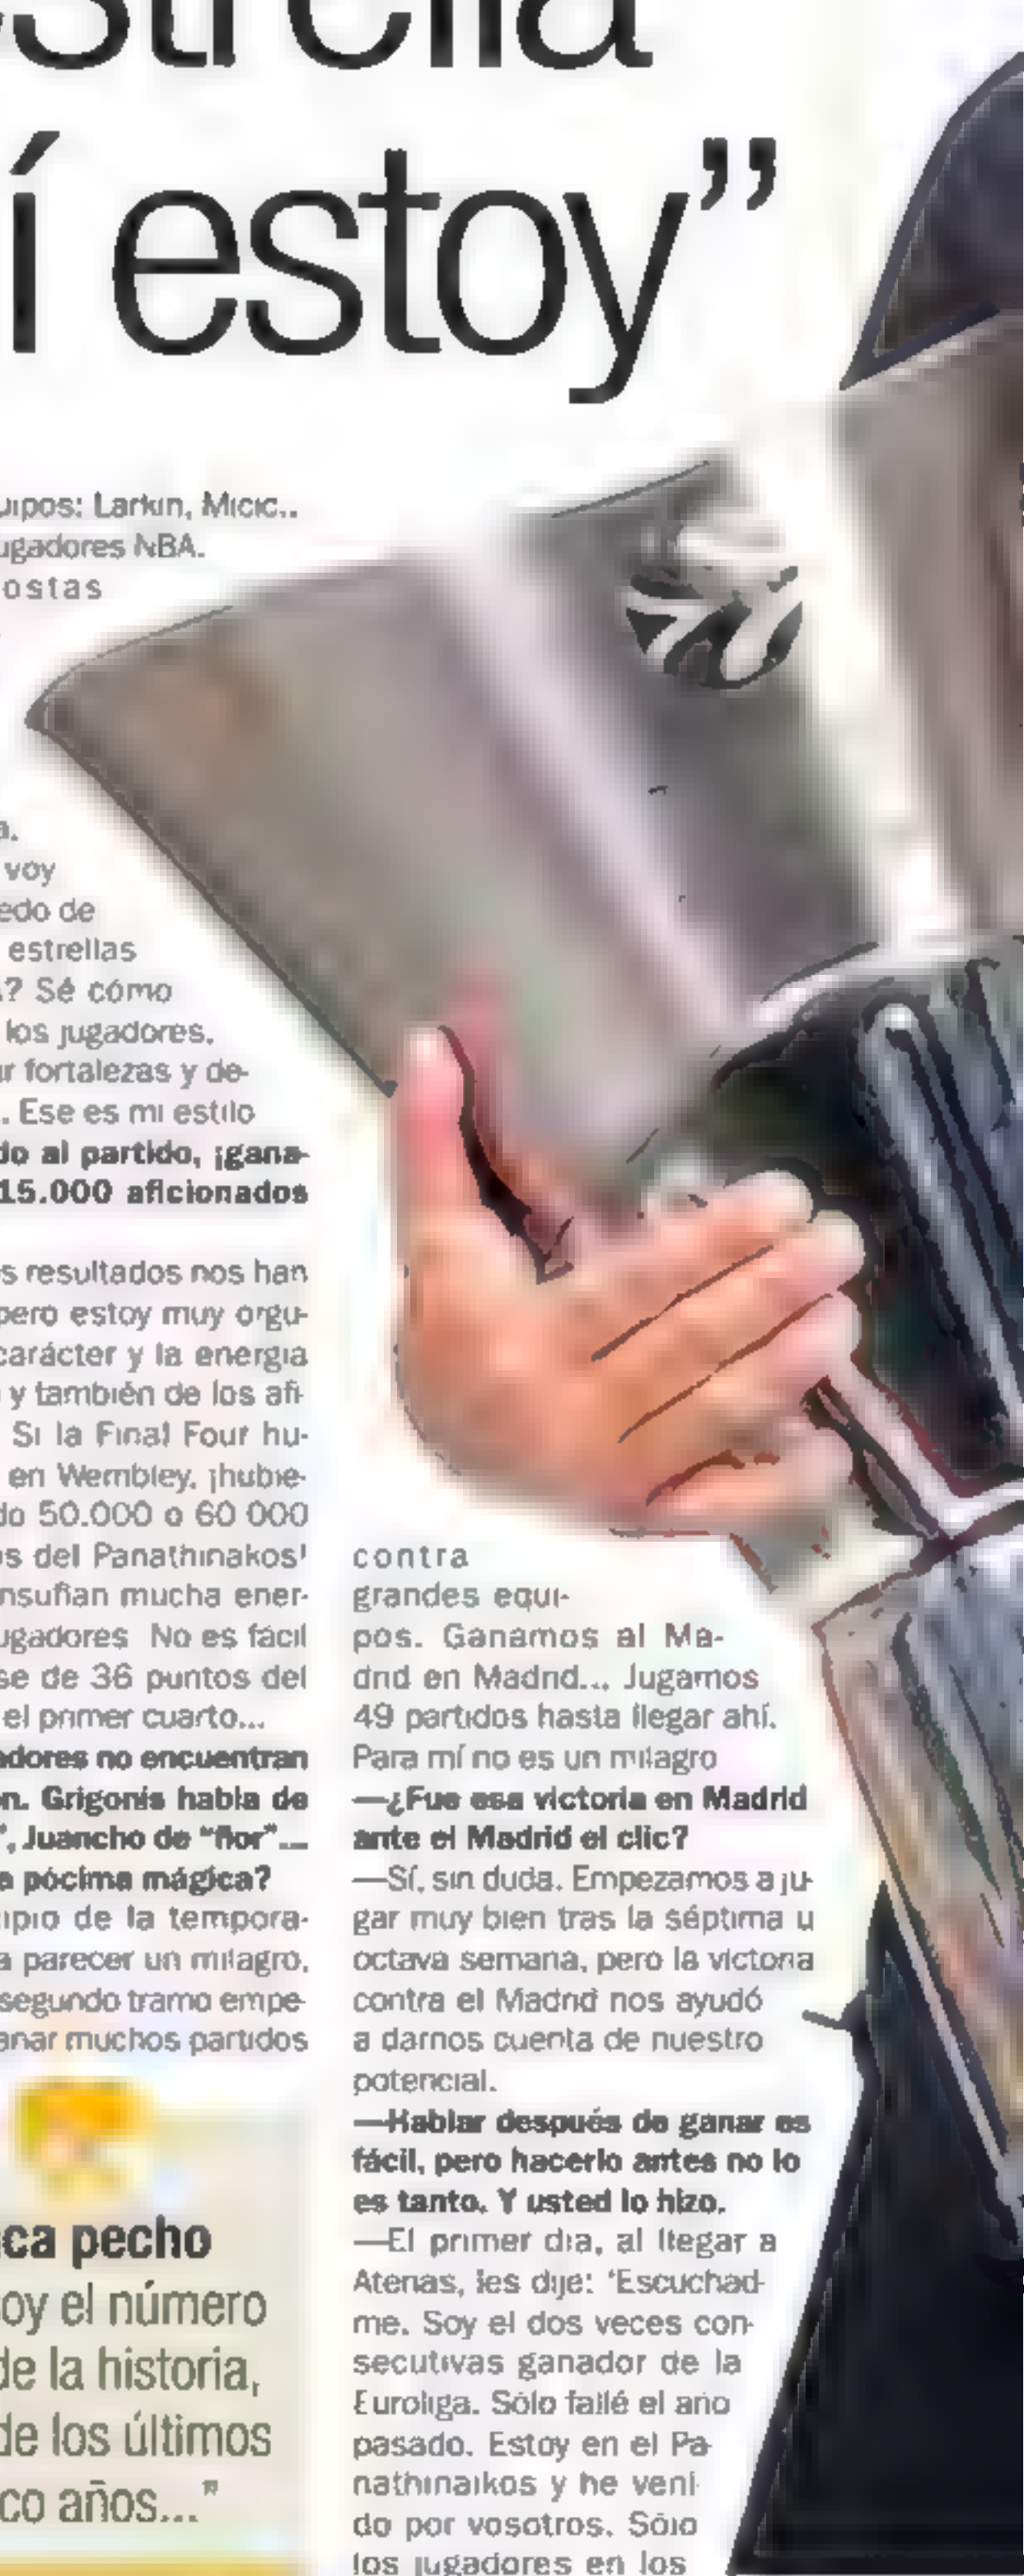 estrella
í estoy”
uipos: Larkin, Micic..
ugadores NBA.
ostas
a.
voy
edo de
estrellas
? Sé cómo
los jugadores.
ar fortalezas y de-
. Ese es mi estilo
do al partido, ¡gana-
15.000 aficionados
s resultados nos han
pero estoy muy orgu-
carácter y la energía
y también de los afi-
Si la Final Four hu-
en Wembley, ¡hubie-
do 50.000 o 60 000
os del Panathinakos!
nsuflan mucha ener-
ugadores No es fácil
se de 36 puntos del
el primer cuarto...
adores no encuentran
ón. Grigonis habla de
”, Juancho de “flor”...
a pócima mágica?
ipio de la tempora-
a parecer un milagro,
segundo tramo empe-
anar muchos partidos
ca pecho
oy el número
de la historia,
de los últimos
co años...”
contra
grandes equi-
pos. Ganamos al Ma-
drid en Madrid... Jugamos
49 partidos hasta llegar ahí.
Para mí no es un milagro
—¿Fue esa victoria en Madrid
ante el Madrid el clic?
—Sí, sin duda. Empezamos a ju-
gar muy bien tras la séptima u
octava semana, pero la victoria
contra el Madrid nos ayudó
a darnos cuenta de nuestro
potencial.
—Hablar después de ganar es
fácil, pero hacerlo antes no lo
es tanto. Y usted lo hizo.
—El primer día, al llegar a
Atenas, les dije: ‘Escuchad-
me. Soy el dos veces con-
secutivas ganador de la
Euroliga. Sólo fallé el año
pasado. Estoy en el Pa-
nathinaikos y he veni-
do por vosotros. Sólo
los jugadores en los